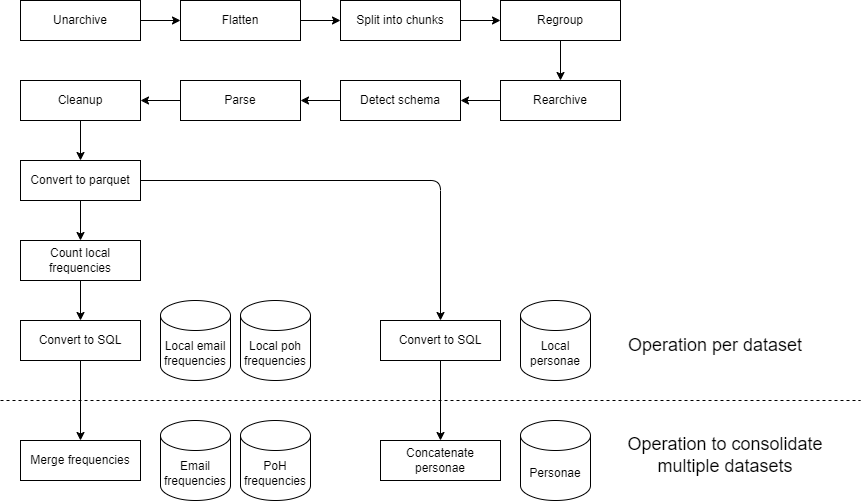 Unarchive
Flatten
Split into chunks
Regroup
Cleanup
Parse
Detect schema
Rearchive
Convert to parquet
Count local
frequencies
Convert to SQL
Local email
frequencies
Local poh
frequencies
Convert to SQL
Local
personae
Operation per dataset
Merge frequencies
Email
frequencies
PoH
frequencies
Concatenate
personae
Personae
Operation to consolidate
multiple datasets